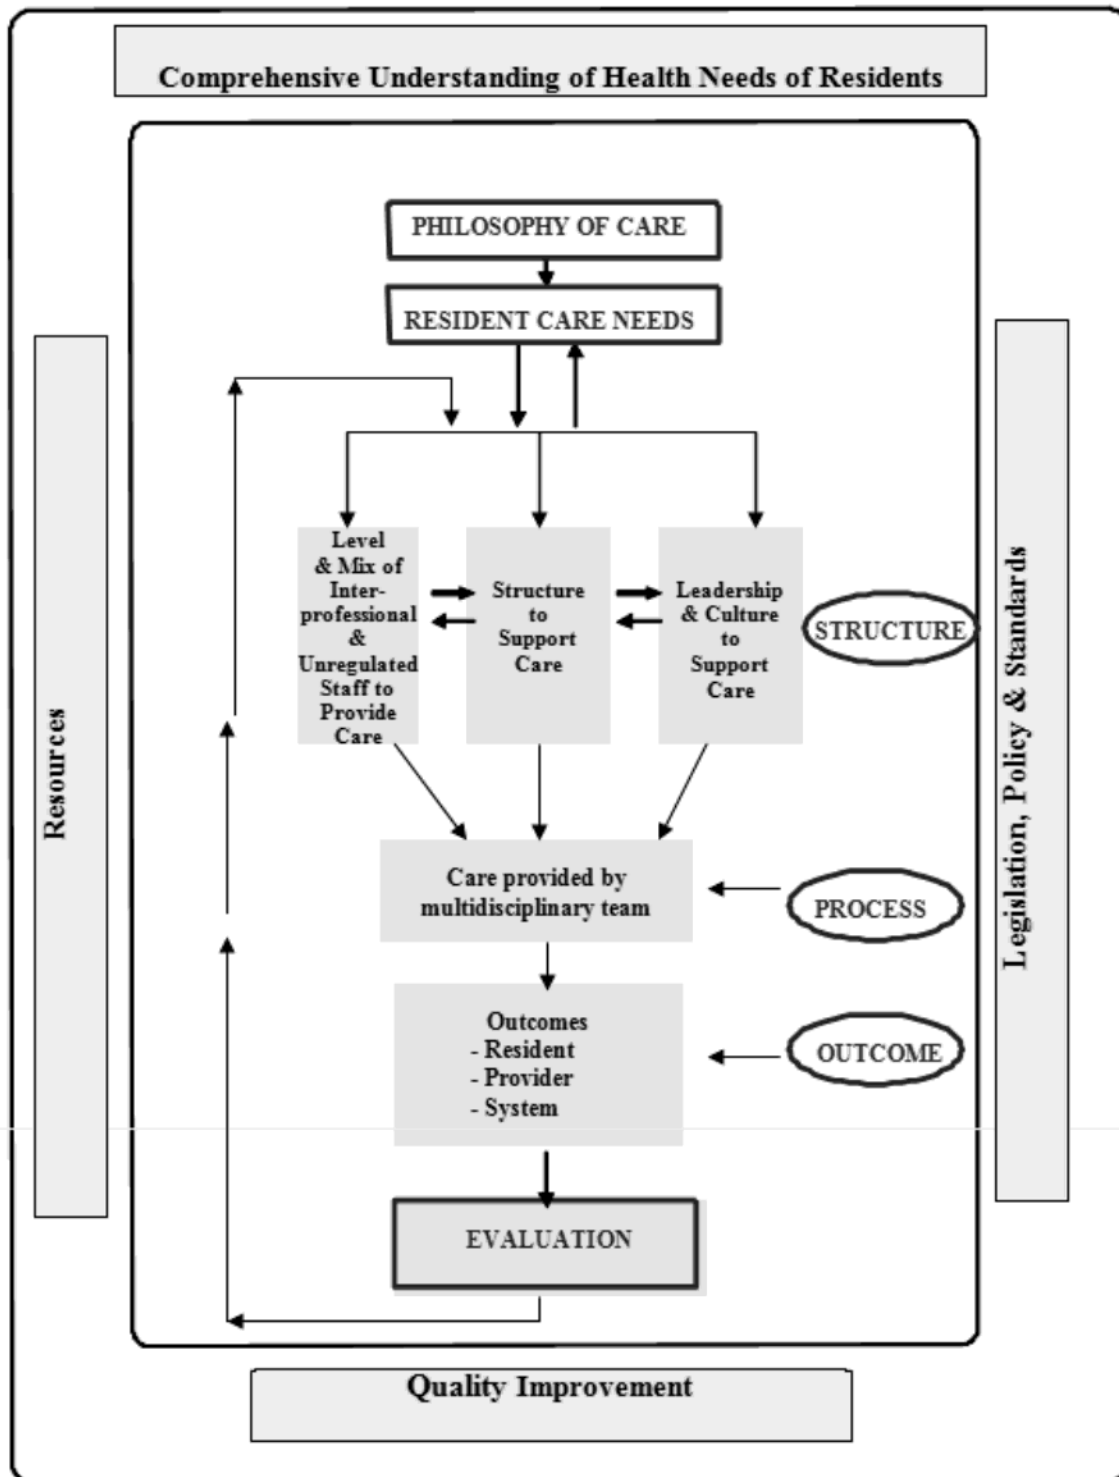 Comprehensive Understanding of Health Needs of Residents
PHILOSOPHY OF CARE
RESIDENT CARE NEEDS
Level
& Mix of
Inter-
professional
&
Unregulated
Staff to
Provide
Care
Structure
to
Support
Care
Leadership
& Culture
to
Support
Care
STRUCTURE
Resources
Legislation, Policy & Standards
Care provided by
multidisciplinary team
PROCESS
Outcomes
- Resident
- Provider
- System
OUTCOME
EVALUATION
Quality Improvement